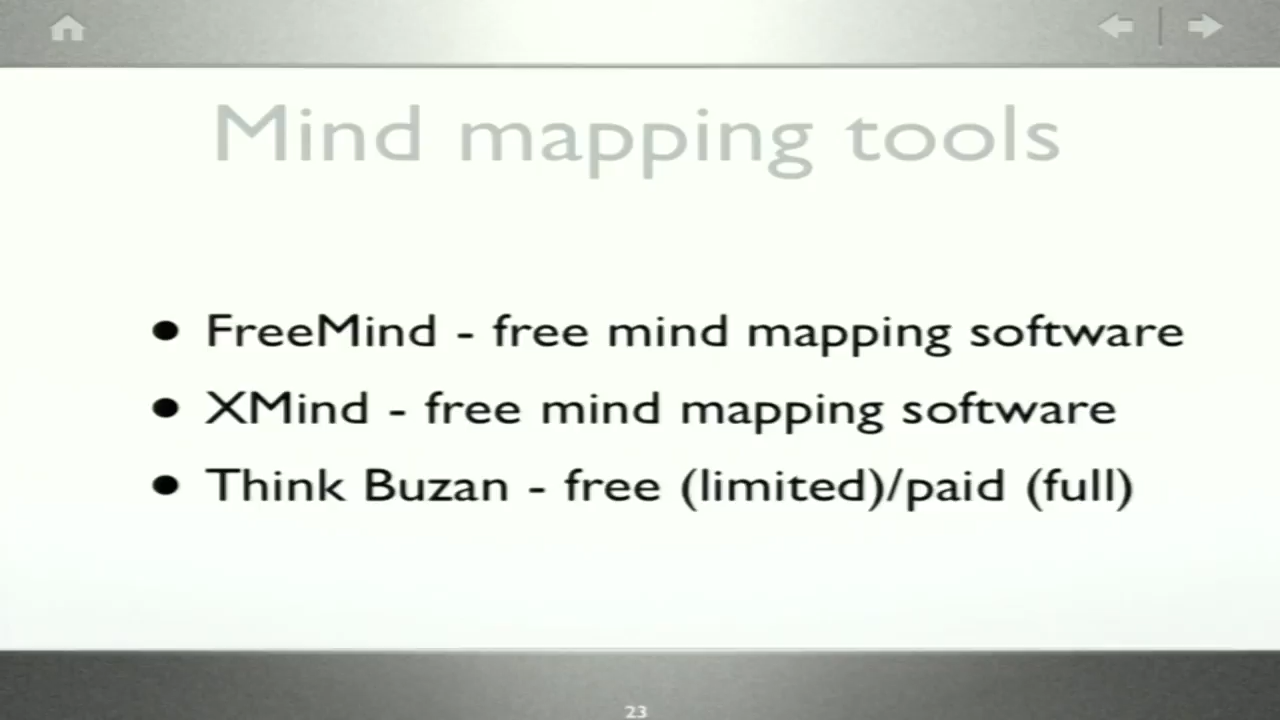 Mind mapping tools
• FreeMind - free mind mapping software
• XMind - free mind mapping software
• Think Buzan - free (limited)/paid (full)
23